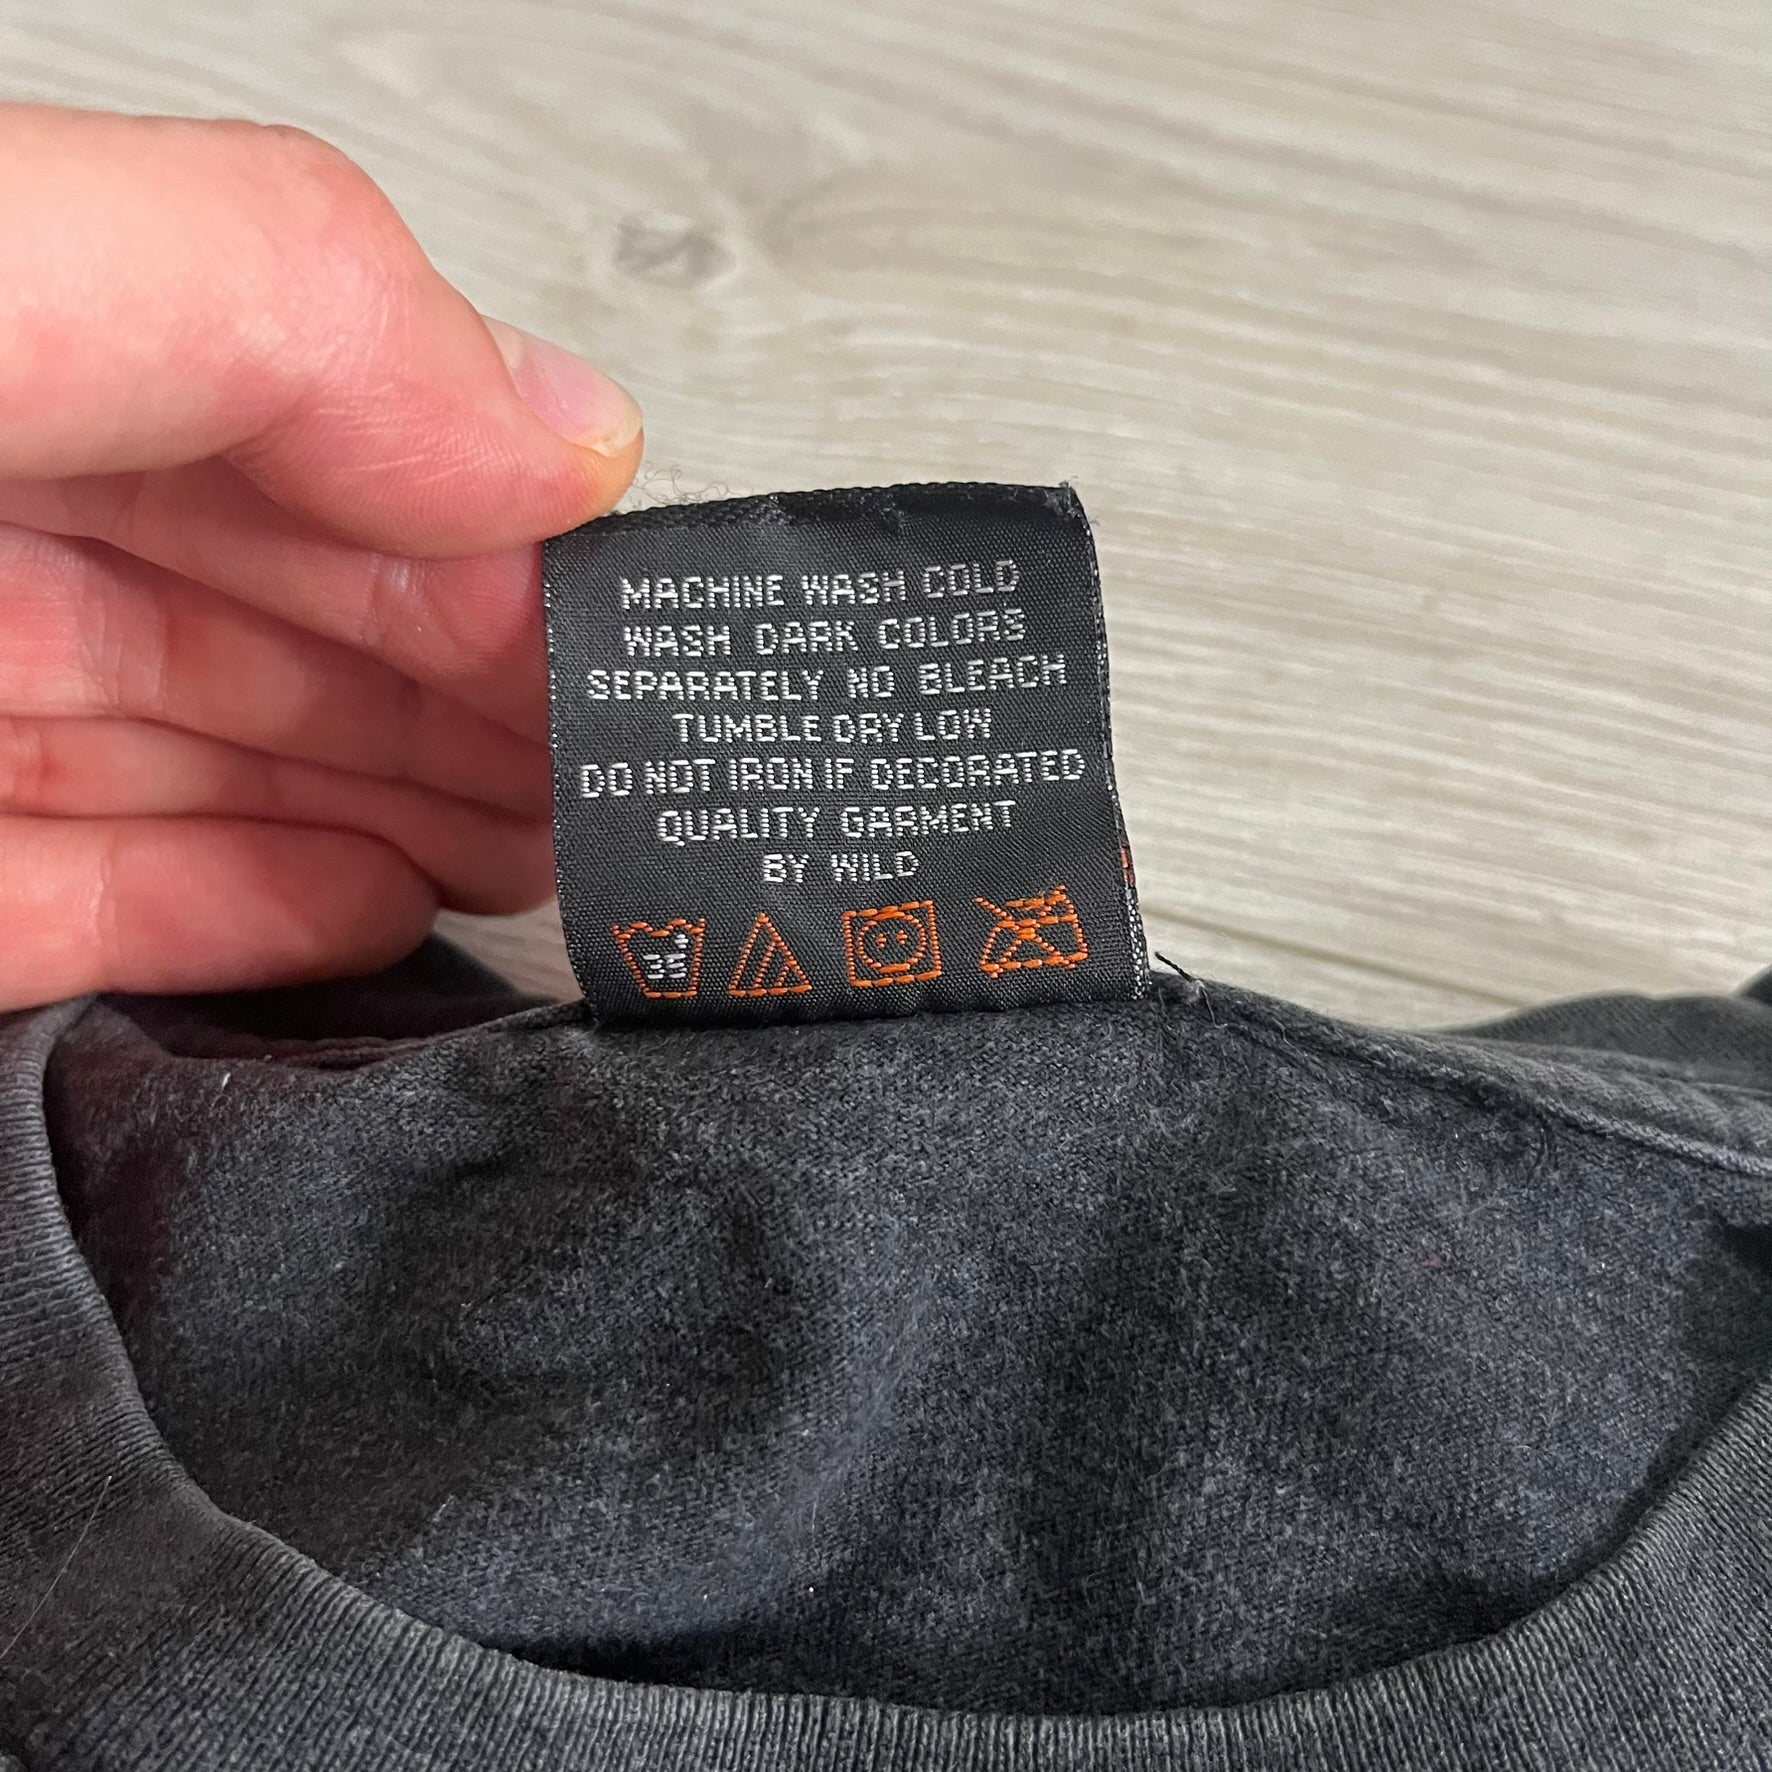 MACHINE WASH COLD
WASH DARK COLORS
SEPARATELY NO BLEACH
TUMBLE DRY LOW
DO NOT IRON IF DECORATED
QUALITY GARMENT
BY WILD